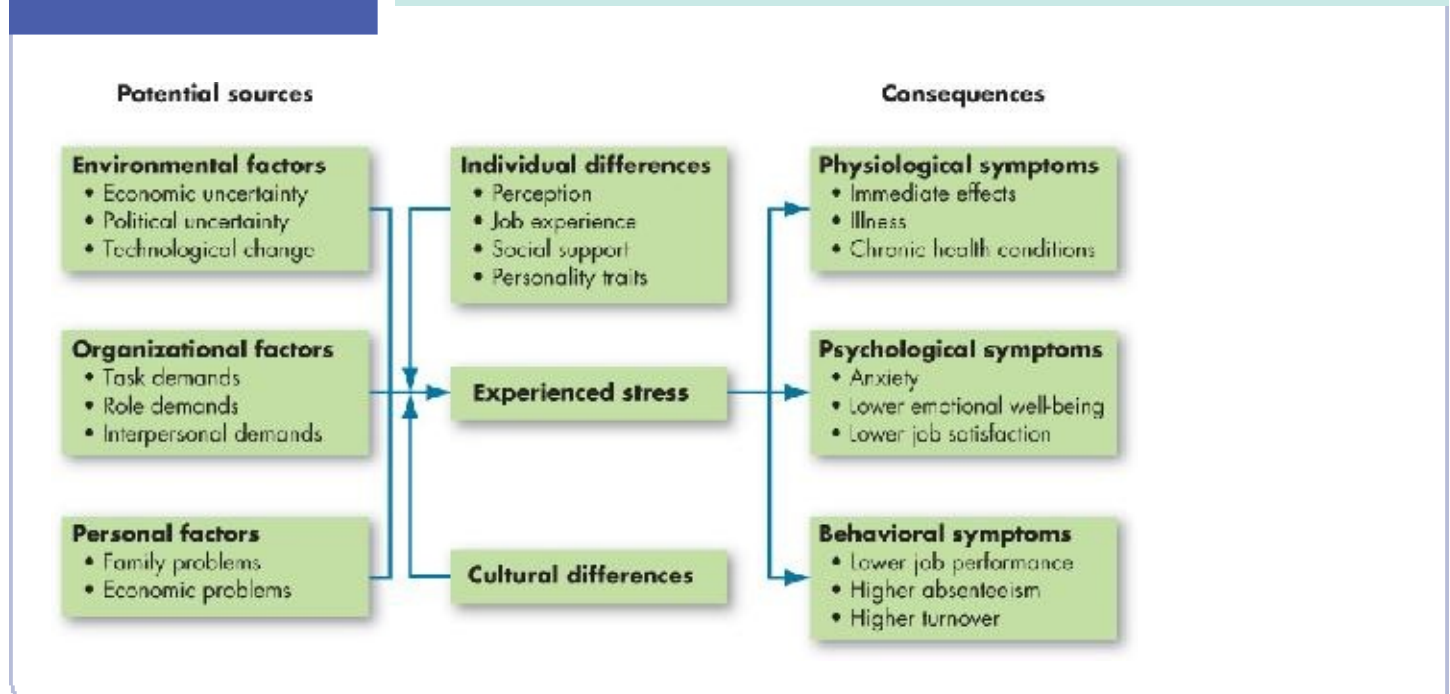 Potential sources
Consequences
Environmental factors
• Economic uncertainty
• Political uncertainty
• Technological change
Individual differences
• Perception
• Job experience
• Social support
• Personality traits
Physiological symptoms
• Immediate effects
• Illness
• Chronic health conditions
Organizational factors
• Task demands
• Role demands
• Interpersonal demands
Experienced stress
Psychological symptoms
• Anxiety
• Lower emotional well-being
• Lower job satisfaction
Personal factors
• Family problems
• Economic problems
Cultural differences
Behavioral symptoms
• Lower job performance
• Higher absenteeism
• Higher turnover